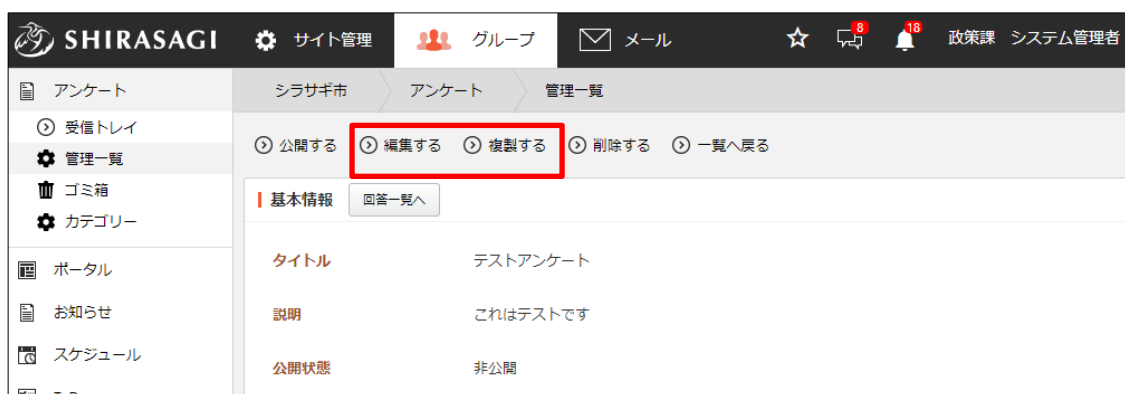 SHIRASAGI サイト管理 グループ メール 8 18 政策課 システム管理者
アンケート
受信トレイ
管理一覧
ゴミ箱
カテゴリー
ポータル
お知らせ
スケジュール
シラサギ市 アンケート 管理一覧
公開する 編集する 複製する 削除する 一覧へ戻る
基本情報 回答一覧へ
タイトル テストアンケート
説明 これはテストです
公開状態 非公開